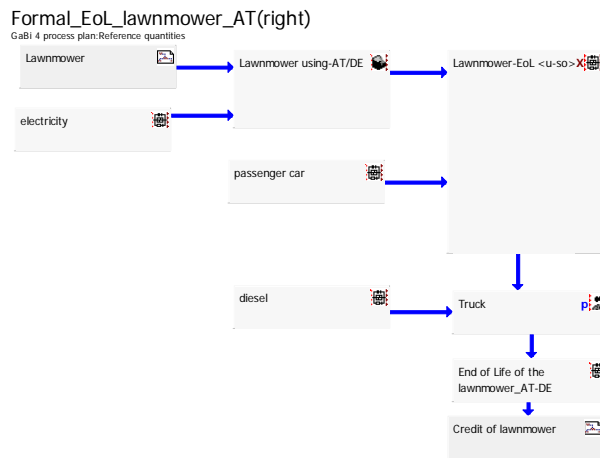 Formal_EoL_lawnmower_AT(right)
GaBi 4 process plan:Reference quantities
Lawnmower
Lawnmower using-AT/DE
Lawnmower-EoL <u-so>X
electricity
passenger car
diesel
Truck
p
End of Life of the
lawnmower_AT-DE
Credit of lawnmower